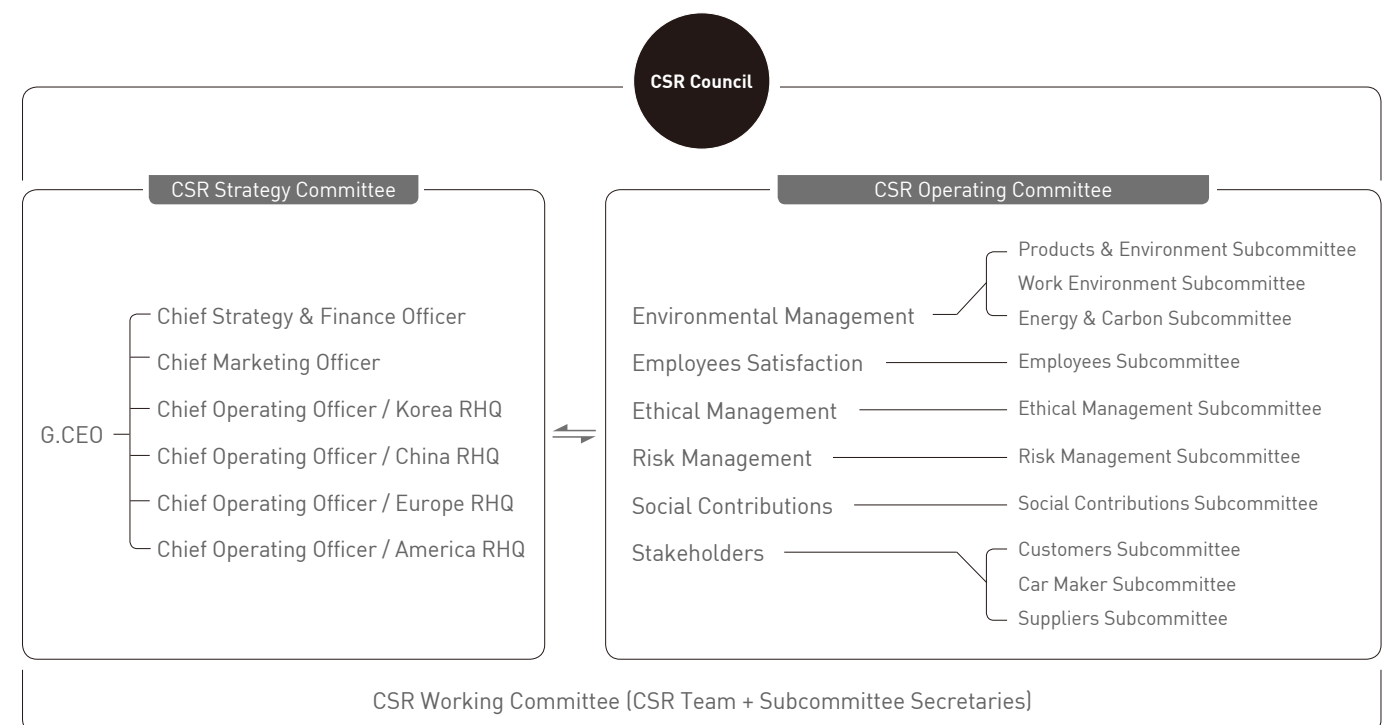 CSR Council
CSR Strategy Committee
G.CEO
Chief Strategy & Finance Officer
Chief Marketing Officer
Chief Operating Officer / Korea RHQ
Chief Operating Officer / China RHQ
Chief Operating Officer / Europe RHQ
Chief Operating Officer / America RHQ
CSR Operating Committee
Environmental Management
Products & Environment Subcommittee
Work Environment Subcommittee
Energy & Carbon Subcommittee
Employees Satisfaction
Employees Subcommittee
Ethical Management
Ethical Management Subcommittee
Risk Management
Risk Management Subcommittee
Social Contributions
Social Contributions Subcommittee
Stakeholders
Customers Subcommittee
Car Maker Subcommittee
Suppliers Subcommittee
CSR Working Committee (CSR Team + Subcommittee Secretaries)